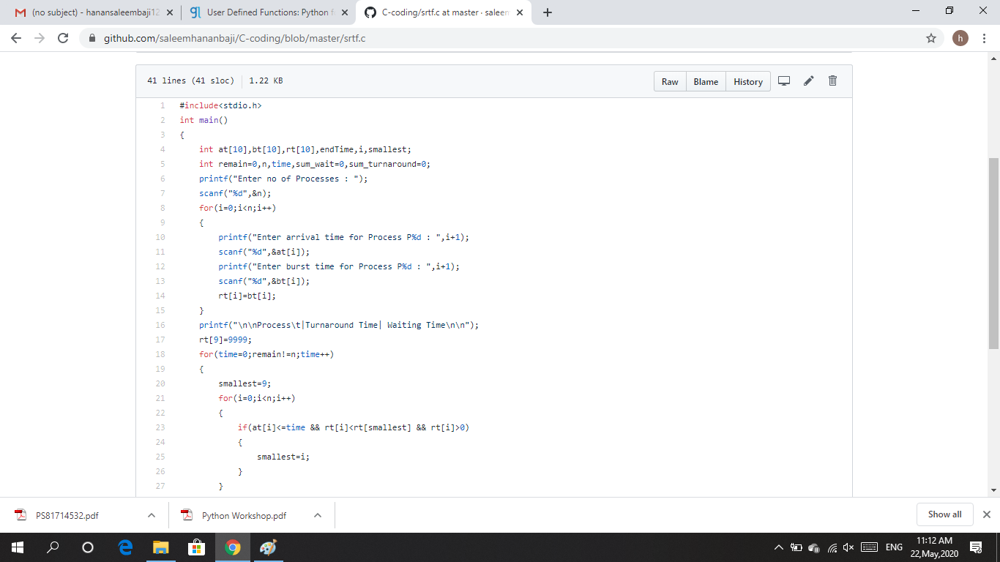 (no subject) - hanansaleembaji12
User Defined Functions: Python f
C-coding/srtf.c at master · saleem
github.com/saleemhananbaji/C-coding/blob/master/srtf.c
h
41 lines (41 sloc) 1.22 KB
Raw Blame History
1 #include<stdio.h>
2 int main()
3 {
4 int at[10],bt[10],rt[10],endTime,i,smallest;
5 int remain=0,n,time,sum_wait=0,sum_turnaround=0;
6 printf("Enter no of Processes : ");
7 scanf("%d",&n);
8 for(i=0;i<n;i++)
9 {
10 printf("Enter arrival time for Process P%d : ",i+1);
11 scanf("%d",&at[i]);
12 printf("Enter burst time for Process P%d : ",i+1);
13 scanf("%d",&bt[i]);
14 rt[i]=bt[i];
15 }
16 printf("\n\nProcess\t|Turnaround Time| Waiting Time\n\n");
17 rt[9]=9999;
18 for(time=0;remain!=n;time++)
19 {
20 smallest=9;
21 for(i=0;i<n;i++)
22 {
23 if(at[i]<=time && rt[i]<rt[smallest] && rt[i]>0)
24 {
25 smallest=i;
26 }
27 }
PS81714532.pdf
Python Workshop.pdf
Show all
ENG
11:12 AM
22,May,2020